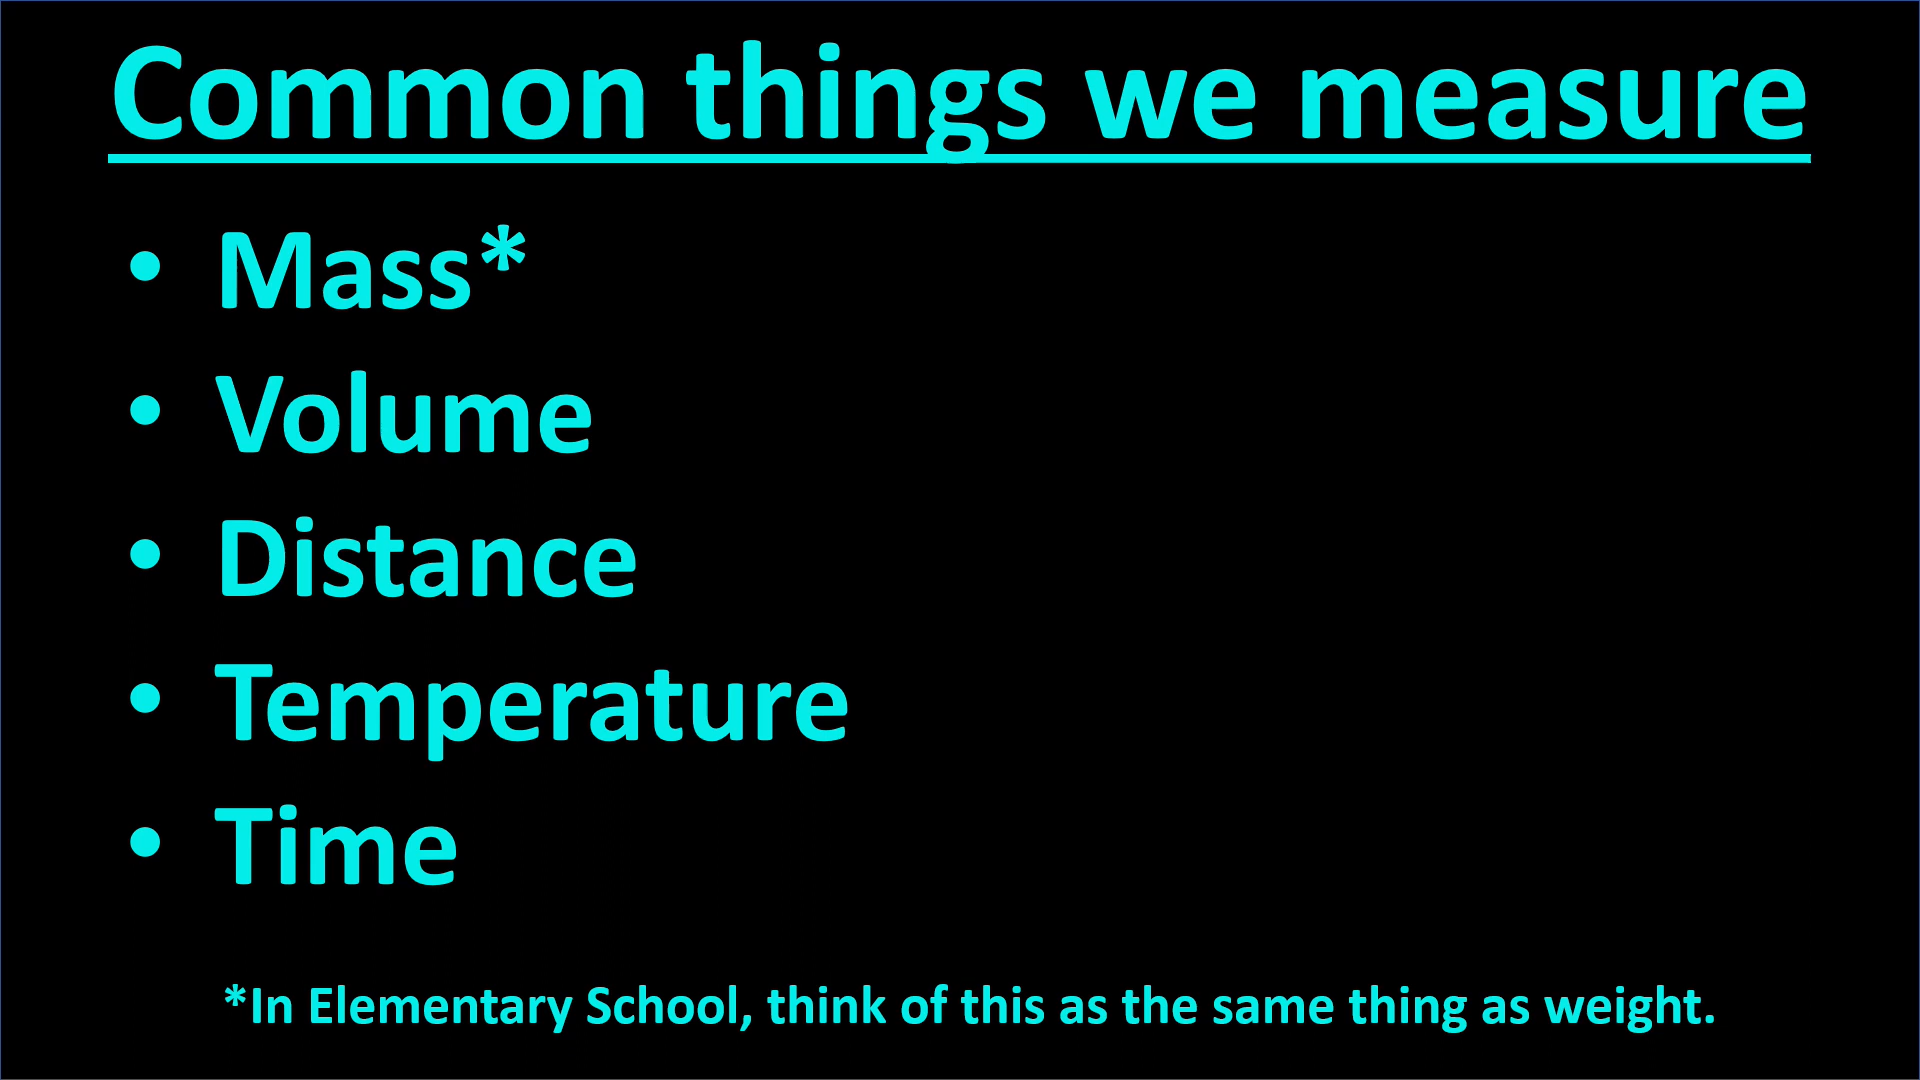 Common things we measure
• Mass*
• Volume
• Distance
• Temperature
• Time
*In Elementary School, think of this as the same thing as weight.